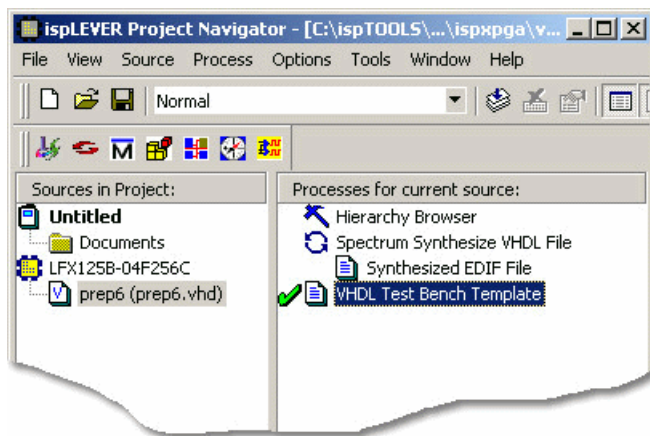 ispLEVER Project Navigator - [C:\ispTOOLS\...\ispxpga\v...
File View Source Process Options Tools Window Help
Normal
Sources in Project:
Processes for current source:
Untitled
Hierarchy Browser
Documents
Spectrum Synthesize VHDL File
LFX125B-04F256C
Synthesized EDIF File
prep6 (prep6.vhd)
VHDL Test Bench Template